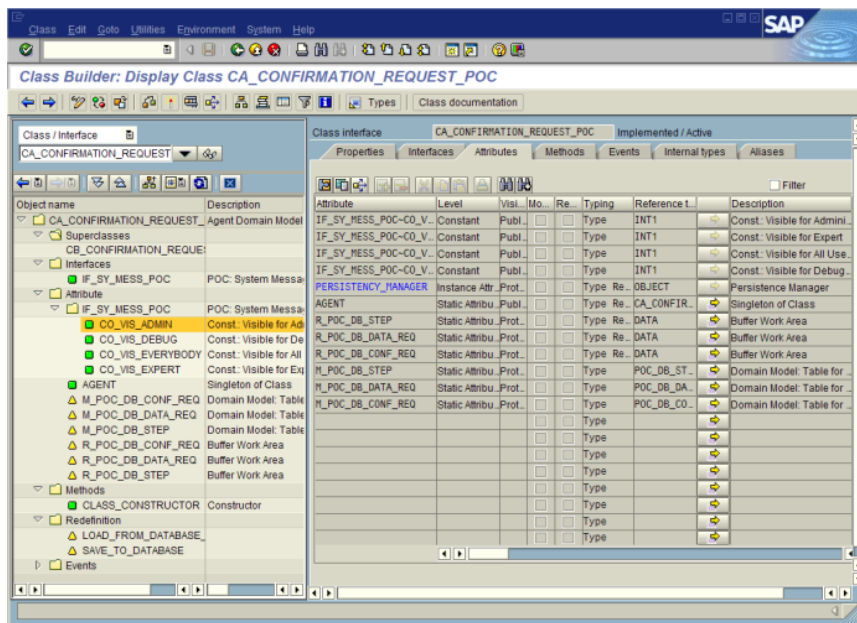 Class Edit Goto Utilities Environment System Help
SAP
Class Builder: Display Class CA_CONFIRMATION_REQUEST_POC
Types Class documentation
Class / Interface
CA_CONFIRMATION_REQUEST
Object name Description
CA_CONFIRMATION_REQUEST_ Agent Domain Model
Superclasses
CB_CONFIRMATION_REQUE
Interfaces
IF_SY_MESS_POC POC: System Messa
Attribute
IF_SY_MESS_POC POC: System Messa
CO_VIS_ADMIN Const.: Visible for Adi
CO_VIS_DEBUG Const.: Visible for De
CO_VIS_EVERYBODY Const.: Visible for All
CO_VIS_EXPERT Const.: Visible for Exp
AGENT Singleton of Class
M_POC_DB_CONF_REQ Domain Model: Table
M_POC_DB_DATA_REQ Domain Model: Table
M_POC_DB_STEP Domain Model: Table
R_POC_DB_CONF_REQ Buffer Work Area
R_POC_DB_DATA_REQ Buffer Work Area
R_POC_DB_STEP Buffer Work Area
Methods
CLASS_CONSTRUCTOR Constructor
Redefinition
LOAD_FROM_DATABASE_
SAVE_TO_DATABASE
Events
Class interface CA_CONFIRMATION_REQUEST_POC Implemented / Active
Properties Interfaces Attributes Methods Events Internal types Aliases
Filter
Attribute Level Visi.. Mo... Re... Typing Reference t... Description
IF_SY_MESS_POC~CO_V.. Constant Publ.. Type INT1 Const.: Visible for Admini..
IF_SY_MESS_POC~CO_V.. Constant Publ.. Type INT1 Const.: Visible for Expert
IF_SY_MESS_POC~CO_V.. Constant Publ.. Type INT1 Const.: Visible for All Use..
IF_SY_MESS_POC~CO_V.. Constant Publ.. Type INT1 Const.: Visible for Debug..
PERSISTENCY_MANAGER Instance Attr.. Prot.. Type Re.. OBJECT Persistence Manager
AGENT Static Attribu.. Publ.. Type Re.. CA_CONFIR.. Singleton of Class
R_POC_DB_STEP Static Attribu.. Prot.. Type Re.. DATA Buffer Work Area
R_POC_DB_DATA_REQ Static Attribu.. Prot.. Type Re.. DATA Buffer Work Area
R_POC_DB_CONF_REQ Static Attribu.. Prot.. Type Re.. DATA Buffer Work Area
M_POC_DB_STEP Static Attribu.. Prot.. Type POC_DB_ST.. Domain Model: Table for ..
M_POC_DB_DATA_REQ Static Attribu.. Prot.. Type POC_DB_DA.. Domain Model: Table for ..
M_POC_DB_CONF_REQ Static Attribu.. Prot.. Type POC_DB_CO.. Domain Model: Table for ..
Type
Type
Type
Type
Type
Type
Type
Type